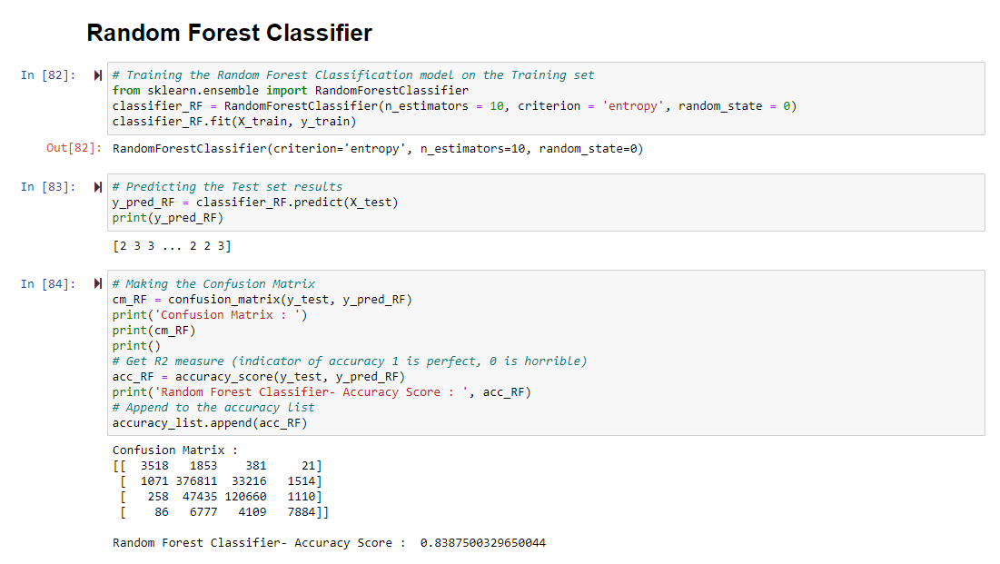 Random Forest Classifier
In [82]:
# Training the Random Forest Classification model on the Training set
from sklearn.ensemble import RandomForestClassifier
classifier_RF = RandomForestClassifier(n_estimators = 10, criterion = 'entropy', random_state = 0)
classifier_RF.fit(X_train, y_train)
Out[82]: RandomForestClassifier(criterion='entropy', n_estimators=10, random_state=0)
In [83]:
# Predicting the Test set results
y_pred_RF = classifier_RF.predict(X_test)
print(y_pred_RF)
[2 3 3 ... 2 2 3]
In [84]:
# Making the Confusion Matrix
cm_RF = confusion_matrix(y_test, y_pred_RF)
print('Confusion Matrix : ')
print(cm_RF)
print()
# Get R2 measure (indicator of accuracy 1 is perfect, 0 is horrible)
acc_RF = accuracy_score(y_test, y_pred_RF)
print('Random Forest Classifier- Accuracy Score : ', acc_RF)
# Append to the accuracy list
accuracy_list.append(acc_RF)
Confusion Matrix :
[[  3518   1853    381     21]
 [  1071 376811  33216   1514]
 [   258  47435 120660   1110]
 [    86   6777   4109   7884]]
Random Forest Classifier- Accuracy Score :  0.8387500329650044